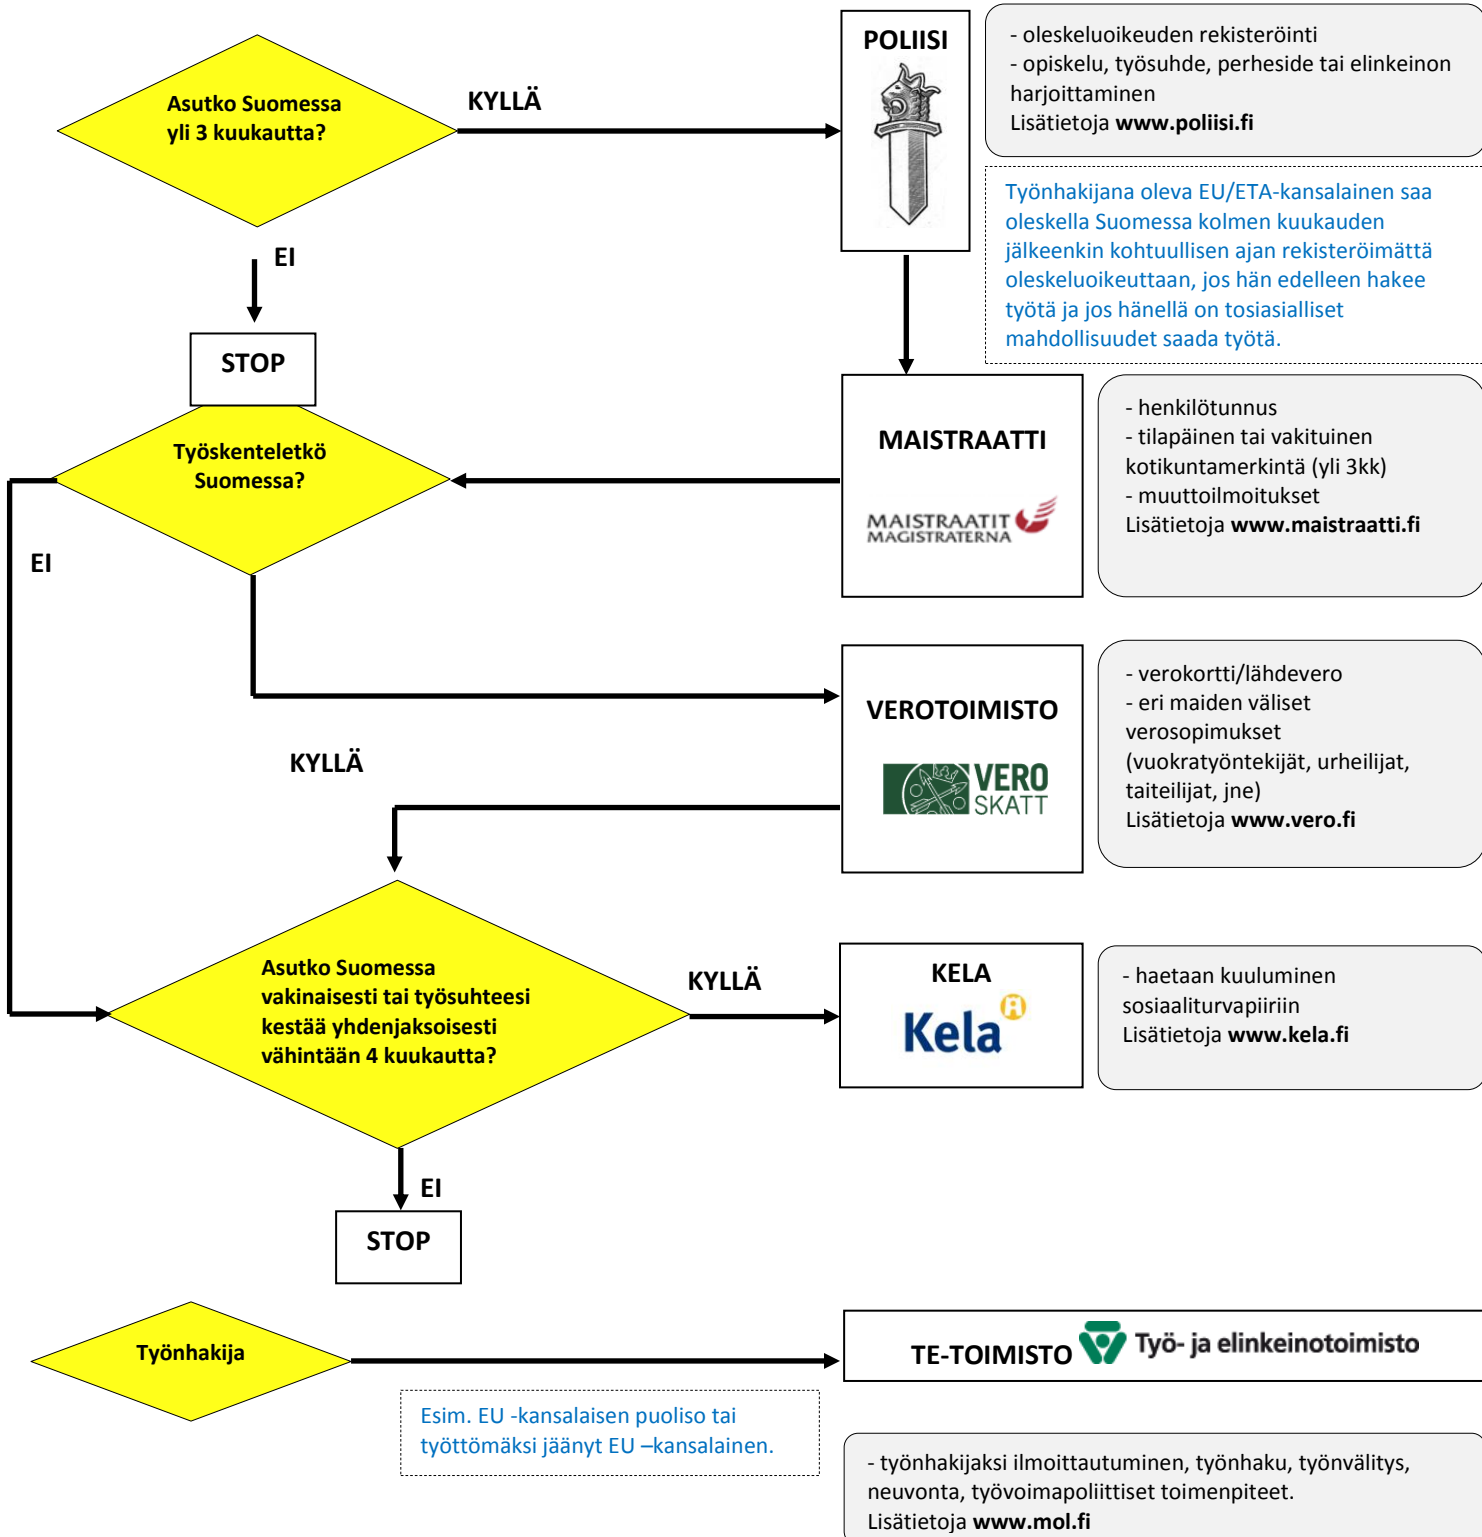 Asutko Suomessa
yli 3 kuukautta?
KYLLÄ
POLIISI
- oleskeluoikeuden rekisteröinti
- opiskelu, työsuhde, perheside tai elinkeinon
harjoittaminen
Lisätietoja www.poliisi.fi
Työnhakijana oleva EU/ETA-kansalainen saa
oleskella Suomessa kolmen kuukauden
jälkeenkin kohtuullisen ajan rekisteröimättä
oleskeluoikeuttaan, jos hän edelleen hakee
työtä ja jos hänellä on tosiasialliset
mahdollisuudet saada työtä.
EI
STOP
Työskenteletkö
Suomessa?
EI
MAISTRAATTI
MAISTRAATIT
MAGISTRATERNA
- henkilötunnus
- tilapäinen tai vakituinen
kotikuntamerkintä (yli 3kk)
- muuttoilmoitukset
Lisätietoja www.maistraatti.fi
KYLLÄ
VEROTOIMISTO
VERO
SKATT
- verokortti/lähdevero
- eri maiden väliset
verosopimukset
(vuokratyöntekijät, urheilijat,
taiteilijat, jne)
Lisätietoja www.vero.fi
Asutko Suomessa
vakinaisesti tai työsuhteesi
kestää yhdenjaksoisesti
vähintään 4 kuukautta?
KYLLÄ
KELA
Kela
- haetaan kuuluminen
sosiaaliturvapiiriin
Lisätietoja www.kela.fi
EI
STOP
Työnhakija
TE-TOIMISTO Työ- ja elinkeinotoimisto
Esim. EU -kansalaisen puoliso tai
työttömäksi jäänyt EU –kansalainen.
- työnhakijaksi ilmoittautuminen, työnhaku, työnvälitys,
neuvonta, työvoimapoliittiset toimenpiteet.
Lisätietoja www.mol.fi